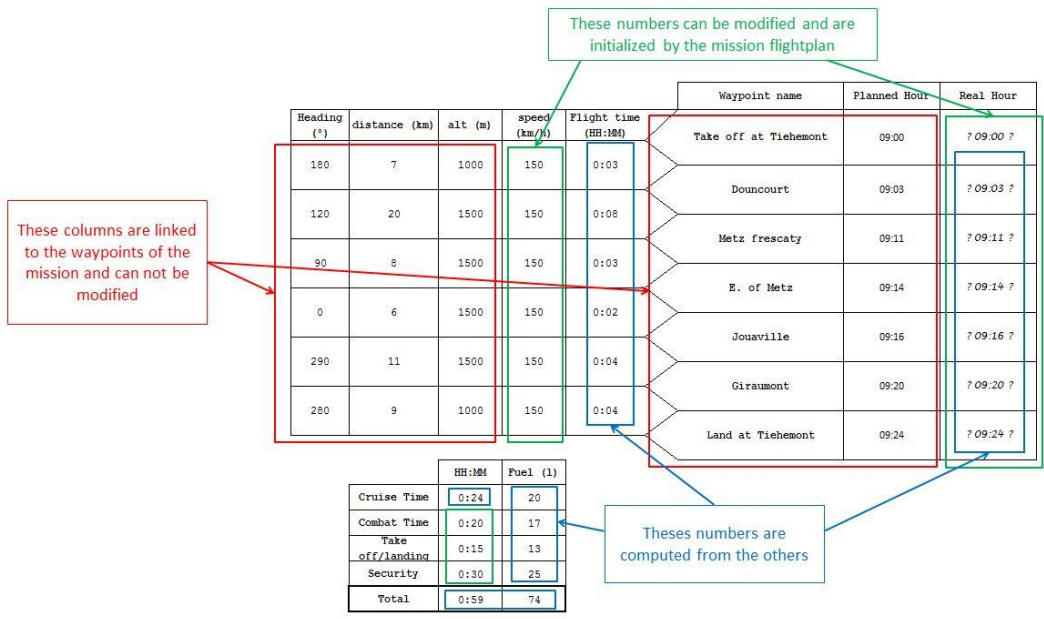 These numbers can be modified and are
initialized by the mission flightplan
Waypoint name Planned Hour Real Hour
Heading (°) distance (km) alt (m) speed (km/h) Flight time (HH:MM)
Take off at Tiehemont 09:00 ? 09:00 ?
180 7 1000 150 0:03
Douncourt 09:03 ? 09:03 ?
120 20 1500 150 0:08
Metz frescaty 09:11 ? 09:11 ?
90 8 1500 150 0:03
E. of Metz 09:14 ? 09:14 ?
0 6 1500 150 0:02
Jouaville 09:16 ? 09:16 ?
290 11 1500 150 0:04
Giraumont 09:20 ? 09:20 ?
280 9 1000 150 0:04
Land at Tiehemont 09:24 ? 09:24 ?
These columns are linked
to the waypoints of the
mission and can not be
modified
HH:MM Fuel (l)
Cruise Time 0:24 20
Combat Time 0:20 17
Take off/landing 0:15 13
Security 0:30 25
Total 0:59 74
Theses numbers are
computed from the others